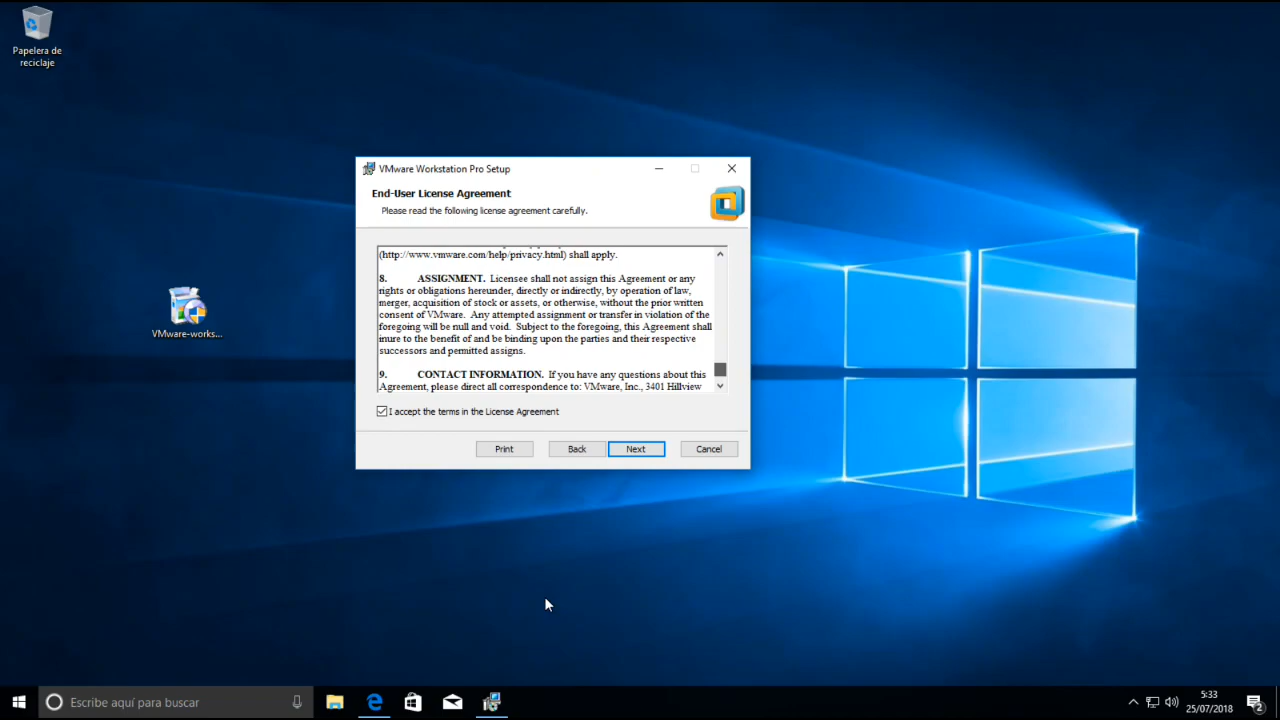 Papelera de
reciclaje
VMware-works...
VMware Workstation Pro Setup
End-User License Agreement
Please read the following license agreement carefully.
(http://www.vmware.com/help/privacy.html) shall apply.
8. ASSIGNMENT. Licensee shall not assign this Agreement or any
rights or obligations hereunder, directly or indirectly, by operation of law,
merger, acquisition of stock or assets, or otherwise, without the prior written
consent of VMware. Any attempted assignment or transfer in violation of the
foregoing will be null and void. Subject to the foregoing, this Agreement shall
inure to the benefit of and be binding upon the parties and their respective
successors and permitted assigns.
9. CONTACT INFORMATION. If you have any questions about this
Agreement, please direct all correspondence to: VMware, Inc., 3401 Hillview
I accept the terms in the License Agreement
Print
Back
Next
Cancel
Escribe aquí para buscar
5:33
25/07/2018
2